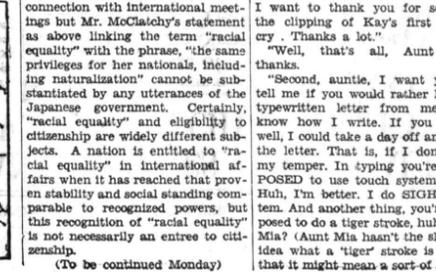 connection with international meet-
ings but Mr. McClatchy's statement
as above linking the term "racial
equality" with the phrase, "the same
privileges for her nationals, includ-
ing naturalization" cannot be sub-
stantiated by any utterances of the
Japanese government. Certainly,
"racial equality" and eligibility to
citizenship are widely different sub-
jects. A nation is entitled to "ra-
cial equality" in international af-
fairs when it has reached that prov-
en stability and social standing com-
parable to recognized powers, but
this recognition of "racial equality"
is not necessarily an entree to citi-
zenship.
(To be continued Monday)
I want to thank you for
the clipping of Kay's first
cry . Thanks a lot."
"Well, that's all, Aunt
thanks.
"Second, auntie, I want
tell me if you would rather
typewritten letter from me
know how I write. If you
well, I could take a day off
the letter. That is, if I don
my temper. In typing you're
POSED to use touch system
Huh, I'm better. I do SIGH
tem. And another thing, you'
posed to do a tiger stroke, huh
Mia? (Aunt Mia hasn't the
idea what a 'tiger' stroke is
that it might mean a sort of